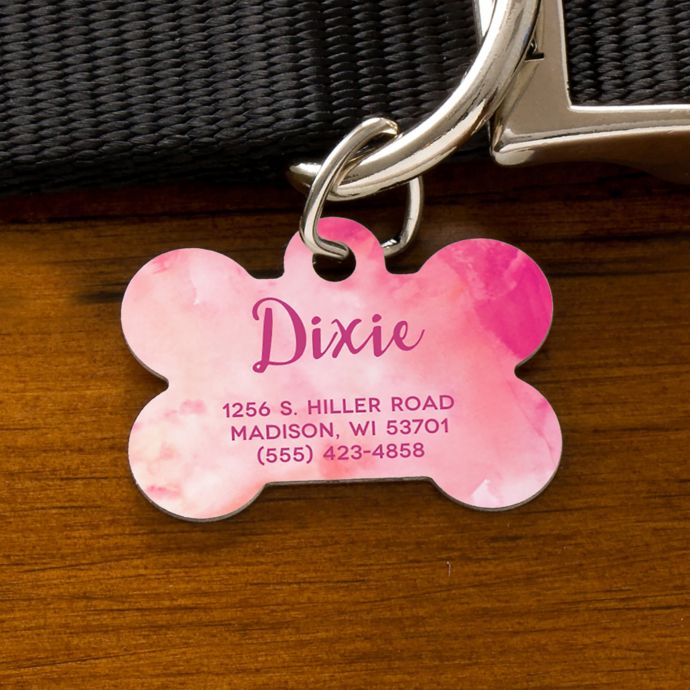 Dixie
1256 S. HILLER ROAD
MADISON, WI 53701
(555) 423-4858